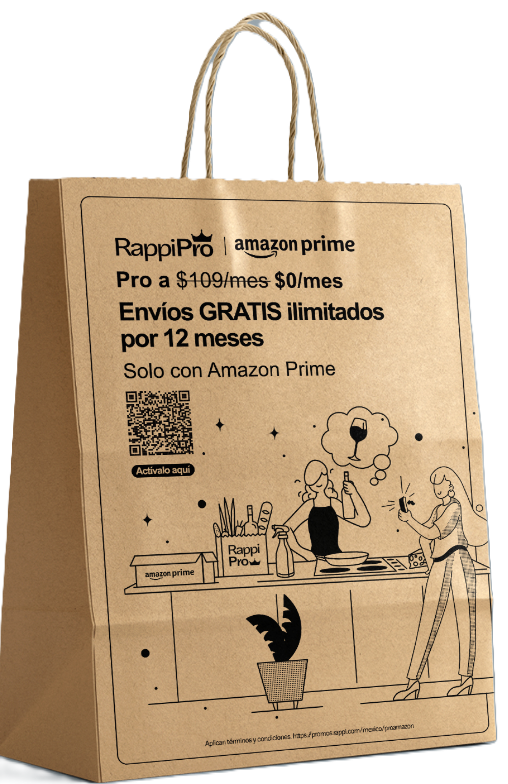 RappiPro | amazon prime
Pro a $109/mes $0/mes
Envíos GRATIS ilimitados
por 12 meses
Solo con Amazon Prime
Actívalo aquí
Rappi
Pro
amazon prime
Aplican términos y condiciones. https://promos.rappi.com/mexico/proamazon